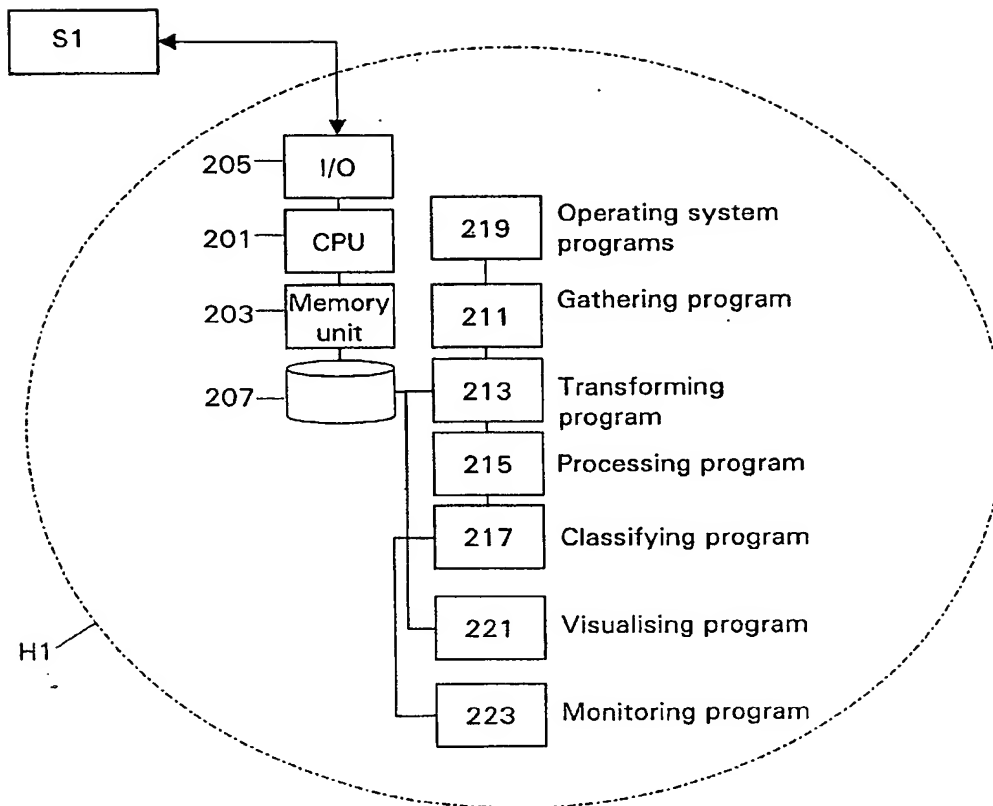 S1
205
I/O
201
CPU
203
Memory
unit
207
219
Operating system
programs
211
Gathering program
213
Transforming
program
215
Processing program
217
Classifying program
221
Visualising program
223
Monitoring program
H1